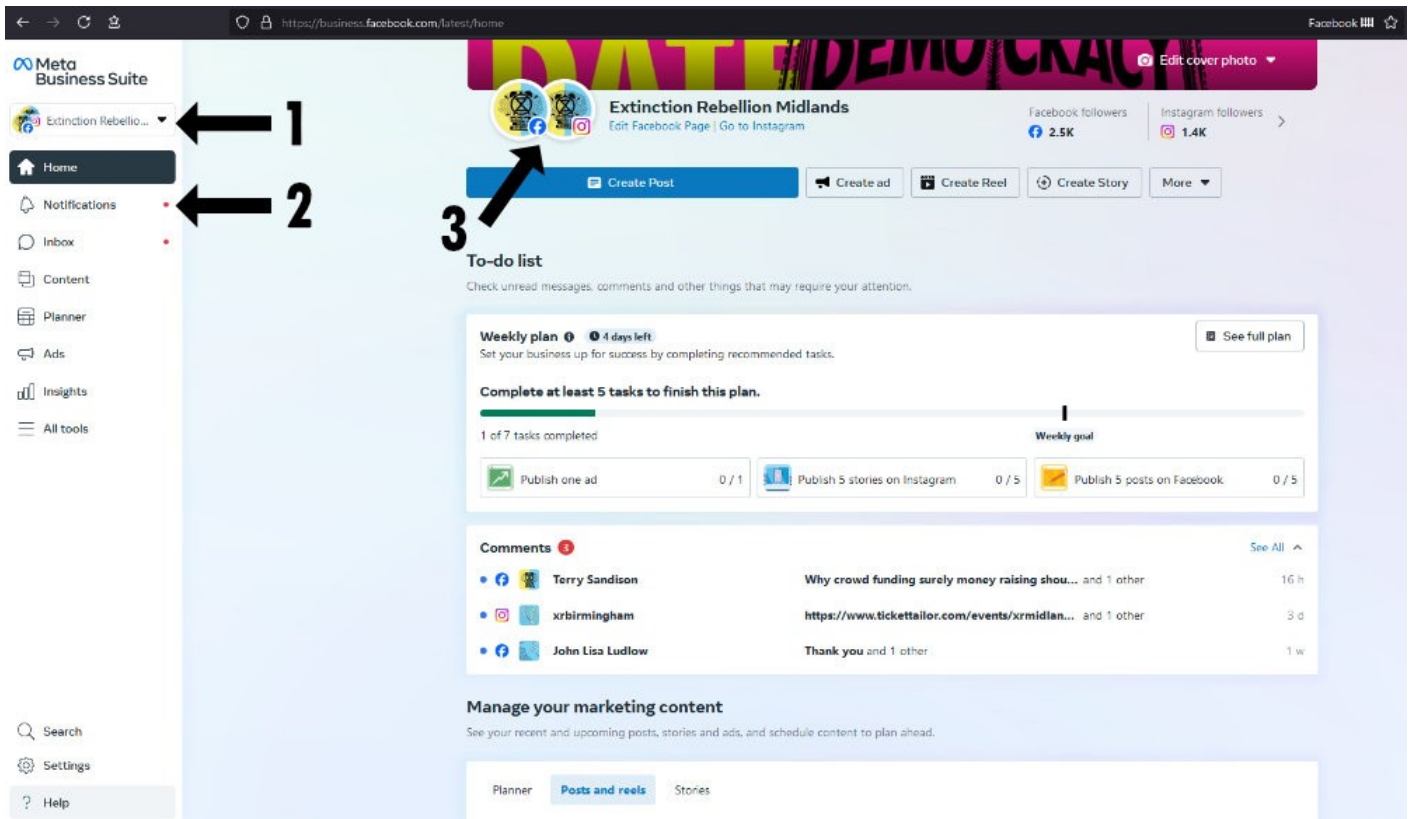 https://business.facebook.com/latest/home
Facebook
Meta
Business Suite
Extinction Rebellio...
1
Home
Notifications
2
Inbox
Content
Planner
Ads
Insights
All tools
Search
Settings
? Help
RATE DEMOCRACY
Edit cover photo
Extinction Rebellion Midlands
Edit Facebook Page | Go to Instagram
Facebook followers
2.5K
Instagram followers
1.4K
Create Post
Create ad
Create Reel
Create Story
More
3
To-do list
Check unread messages, comments and other things that may require your attention.
Weekly plan 4 days left
See full plan
Set your business up for success by completing recommended tasks.
Complete at least 5 tasks to finish this plan.
1 of 7 tasks completed
Weekly goal
Publish one ad 0 / 1
Publish 5 stories on Instagram 0 / 5
Publish 5 posts on Facebook 0 / 5
Comments 3
See All
Terry Sandison Why crowd funding surely money raising shou... and 1 other 16 h
xrbirmingham https://www.tickettailor.com/events/xrmidlan... and 1 other 3 d
John Lisa Ludlow Thank you and 1 other 1 w
Manage your marketing content
See your recent and upcoming posts, stories and ads, and schedule content to plan ahead.
Planner Posts and reels Stories